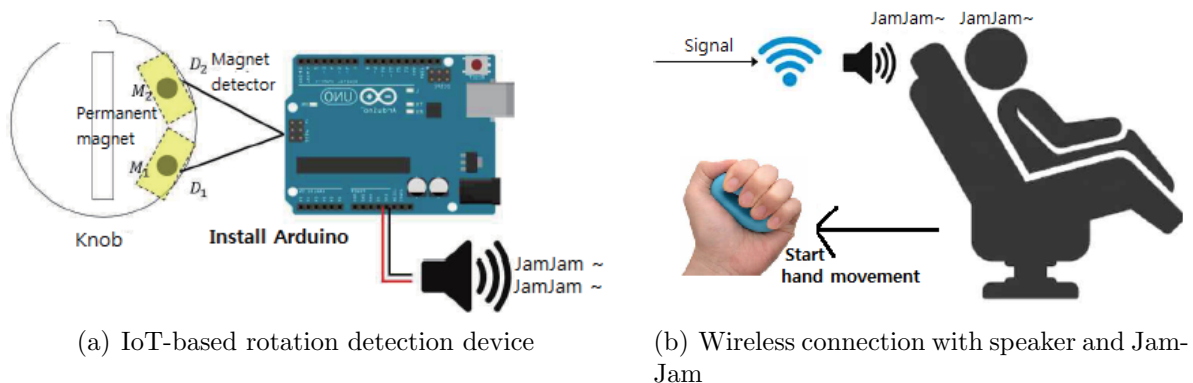 D₂
Magnet
detector
M₂
Permanent
magnet
M₁
D₁
Knob
Install Arduino
UNO
JamJam ~
JamJam ~
(a) IoT-based rotation detection device
JamJam~ JamJam~
Signal
Start
hand movement
(b) Wireless connection with speaker and Jam-
Jam